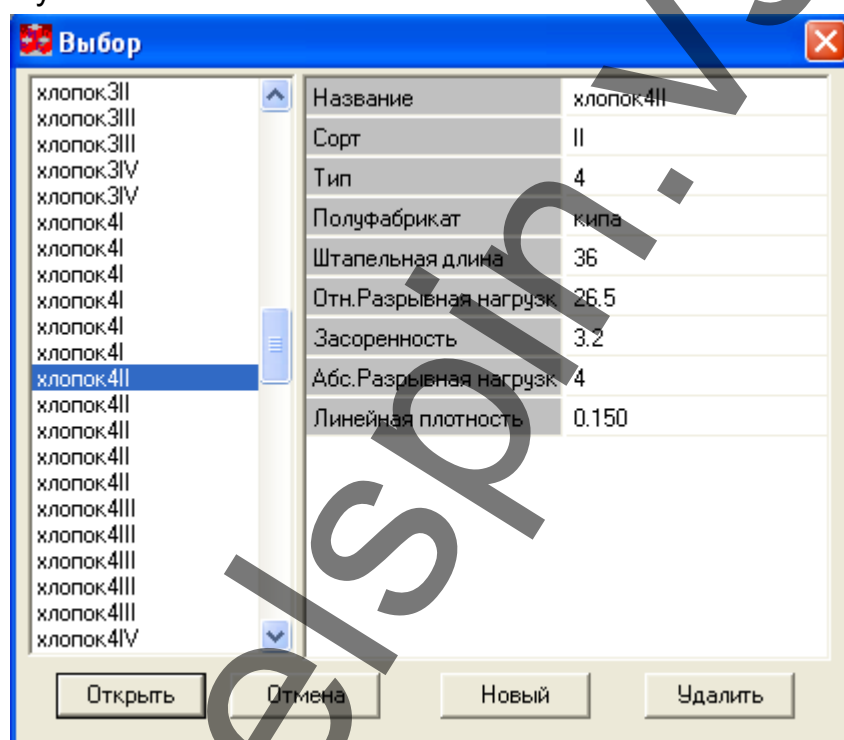 Выбор
хлопок3II
хлопок3III
хлопок3III
хлопок3IV
хлопок3IV
хлопок4I
хлопок4I
хлопок4I
хлопок4I
хлопок4I
хлопок4I
хлопок4II
хлопок4II
хлопок4II
хлопок4II
хлопок4II
хлопок4III
хлопок4III
хлопок4III
хлопок4III
хлопок4III
хлопок4IV
Название хлопок4II
Сорт II
Тип 4
Полуфабрикат кипа
Штапельная длина 36
Отн.Разрывная нагрузк 26.5
Засоренность 3.2
Абс.Разрывная нагрузк 4
Линейная плотность 0.150
Открыть Отмена Новый Удалить
elspin.vs